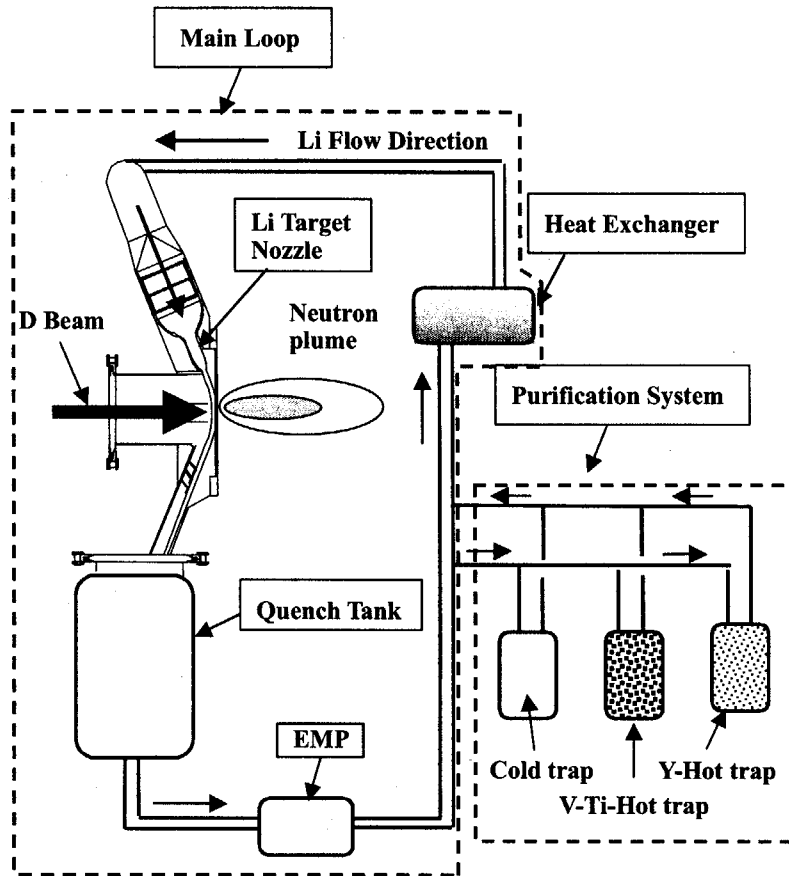 Main Loop
Li Flow Direction
Li Target
Nozzle
Heat Exchanger
D Beam
Neutron
plume
Purification System
Quench Tank
EMP
Cold trap
Y-Hot trap
V-Ti-Hot trap